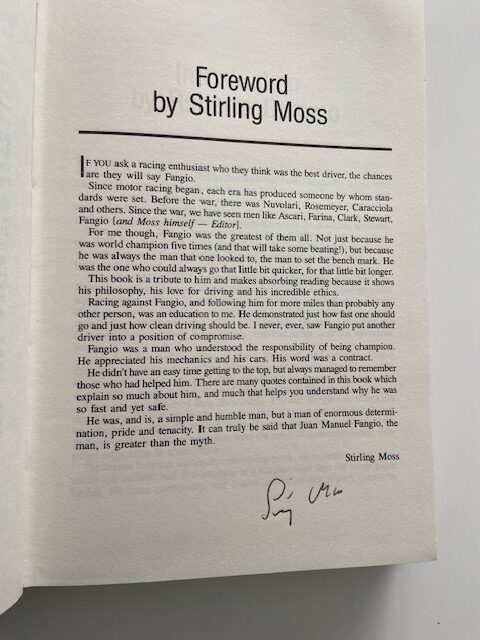 Foreword
by Stirling Moss
IF YOU ask a racing enthusiast who they think was the best driver, the chances
are they will say Fangio.
Since motor racing began, each era has produced someone by whom stan-
dards were set. Before the war, there was Nuvolari, Rosemeyer, Caracciola
and others. Since the war, we have seen men like Ascari, Farina, Clark, Stewart,
Fangio [and Moss himself — Editor].
For me though, Fangio was the greatest of them all. Not just because he
was world champion five times (and that will take some beating!), but because
he was always the man that one looked to, the man to set the bench mark. He
was the one who could always go that little bit quicker, for that little bit longer.
This book is a tribute to him and makes absorbing reading because it shows
his philosophy, his love for driving and his incredible ethics.
Racing against Fangio, and following him for more miles than probably any
other person, was an education to me. He demonstrated just how fast one should
go and just how clean driving should be. I never, ever, saw Fangio put another
driver into a position of compromise.
Fangio was a man who understood the responsibility of being champion.
He appreciated his mechanics and his cars. His word was a contract.
He didn't have an easy time getting to the top, but always managed to remember
those who had helped him. There are many quotes contained in this book which
explain so much about him, and much that helps you understand why he was
so fast and yet safe.
He was, and is, a simple and humble man, but a man of enormous determi-
nation, pride and tenacity. It can truly be said that Juan Manuel Fangio, the
man, is greater than the myth.
Stirling Moss